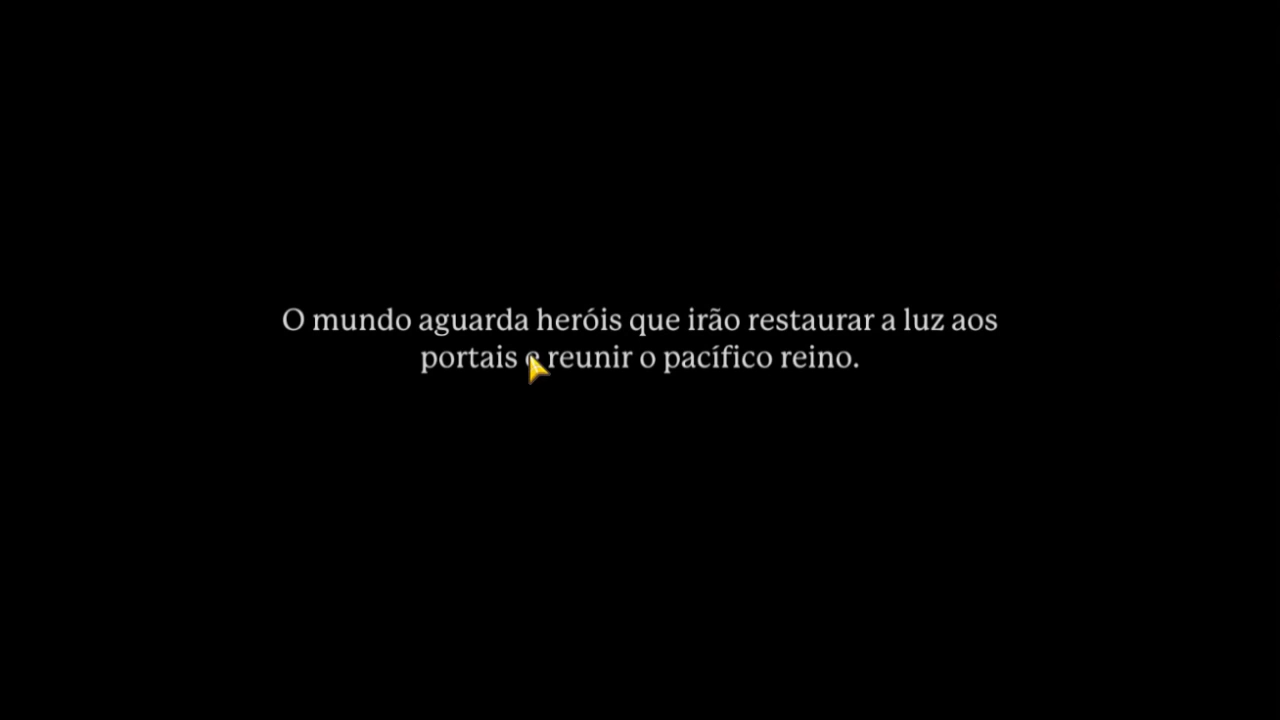 O mundo aguarda heróis que irão restaurar a luz aos
portais e reunir o pacífico reino.